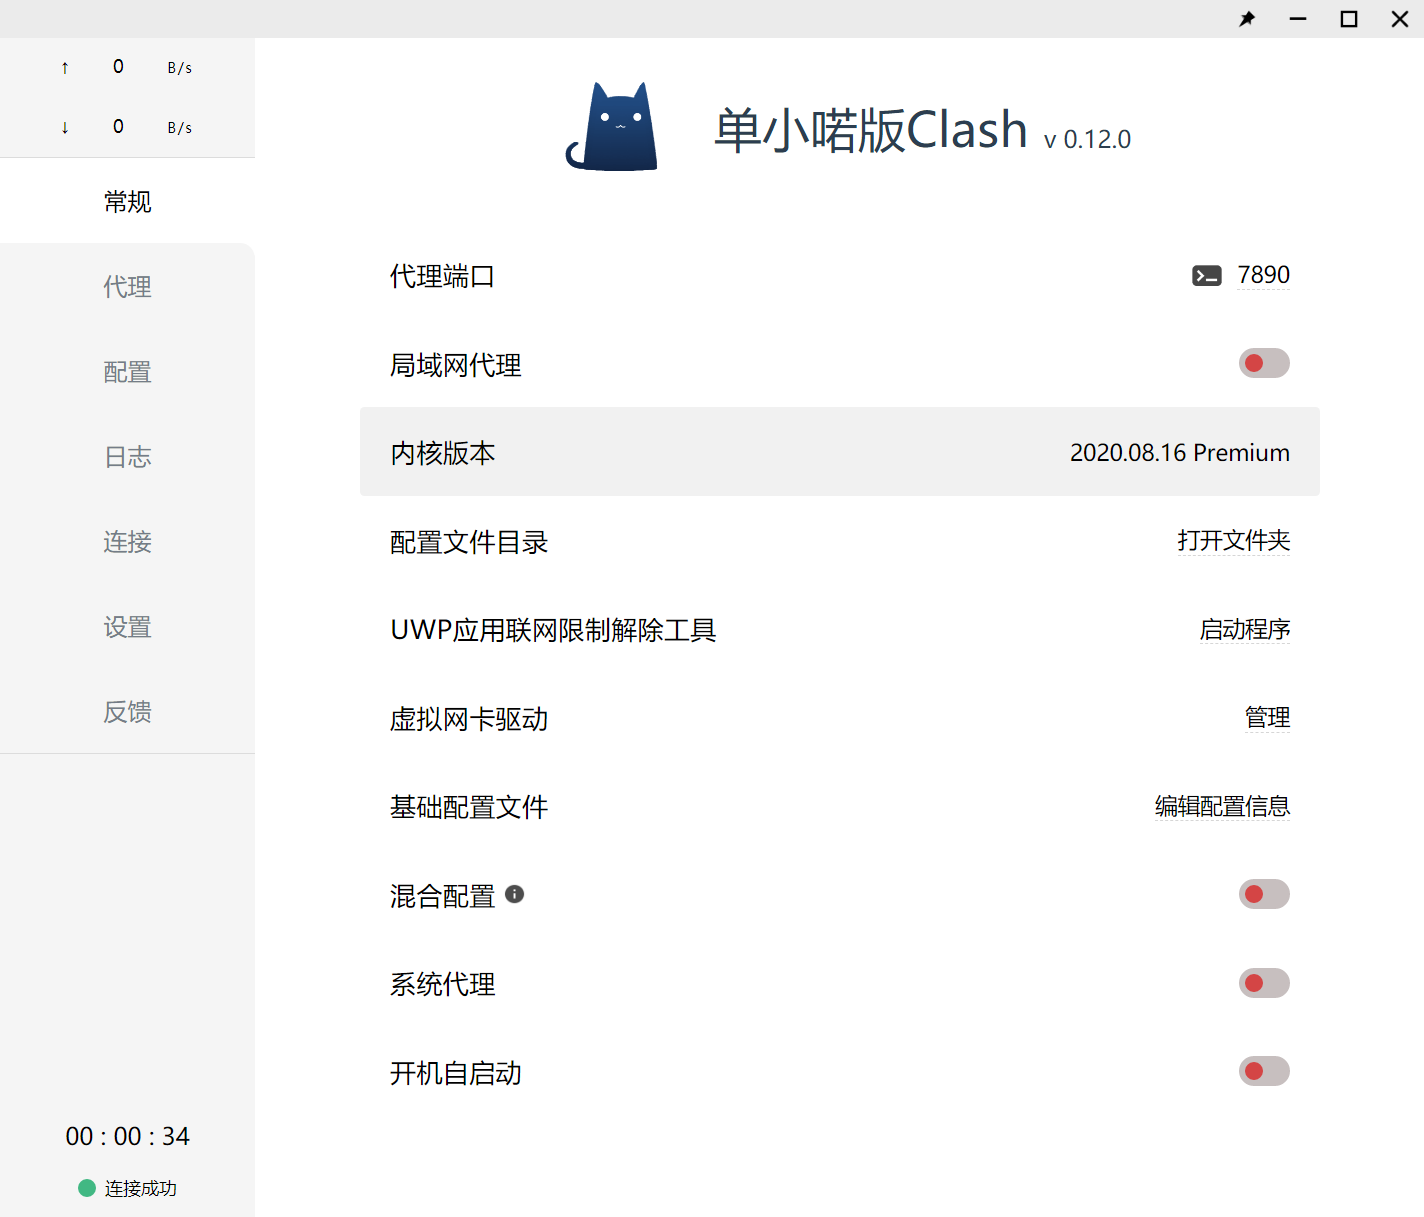 ↑ 0 B/s
↓ 0 B/s
常规
代理
配置
日志
连接
设置
反馈
00 : 00 : 34
连接成功
单小喏版Clash v 0.12.0
代理端口 7890
局域网代理
内核版本 2020.08.16 Premium
配置文件目录 打开文件夹
UWP应用联网限制解除工具 启动程序
虚拟网卡驱动 管理
基础配置文件 编辑配置信息
混合配置
系统代理
开机自启动